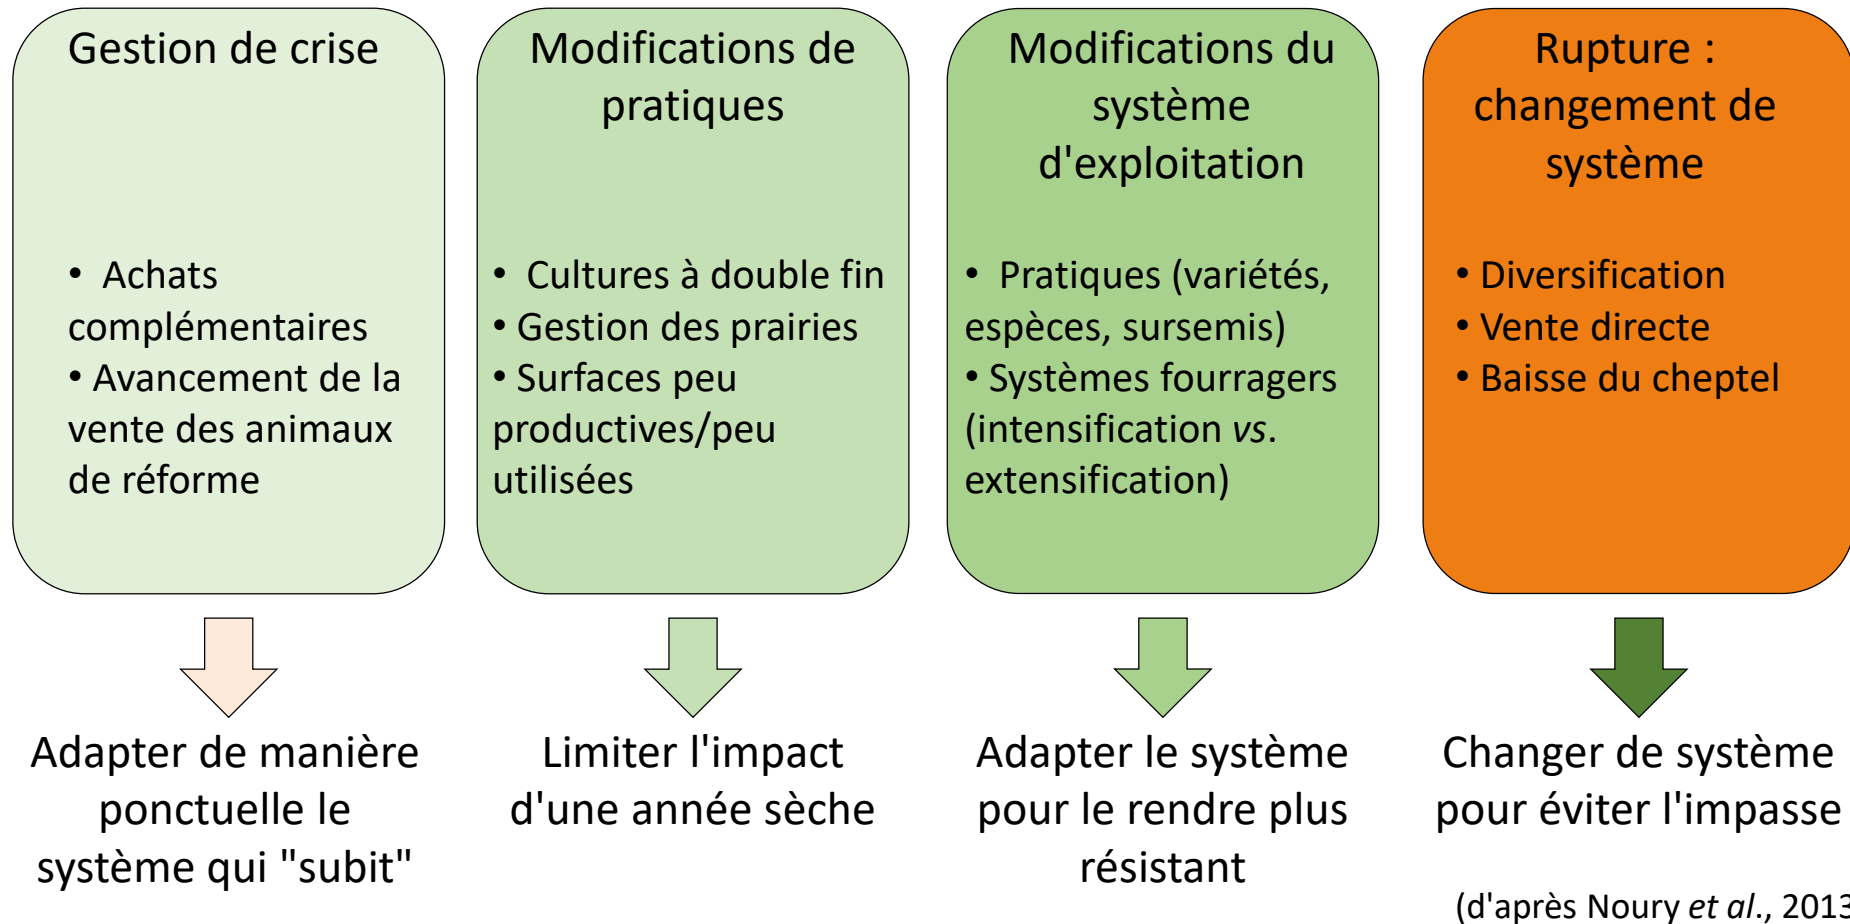 Gestion de crise
• Achats
complémentaires
• Avancement de la
vente des animaux
de réforme
Adapter de manière
ponctuelle le
système qui "subit"
Modifications de
pratiques
• Cultures à double fin
• Gestion des prairies
• Surfaces peu
productives/peu
utilisées
Limiter l'impact
d'une année sèche
Modifications du
système
d'exploitation
• Pratiques (variétés,
espèces, sursemis)
• Systèmes fourragers
(intensification vs.
extensification)
Adapter le système
pour le rendre plus
résistant
Rupture :
changement de
système
• Diversification
• Vente directe
• Baisse du cheptel
Changer de système
pour éviter l'impasse
(d'après Noury et al., 2013